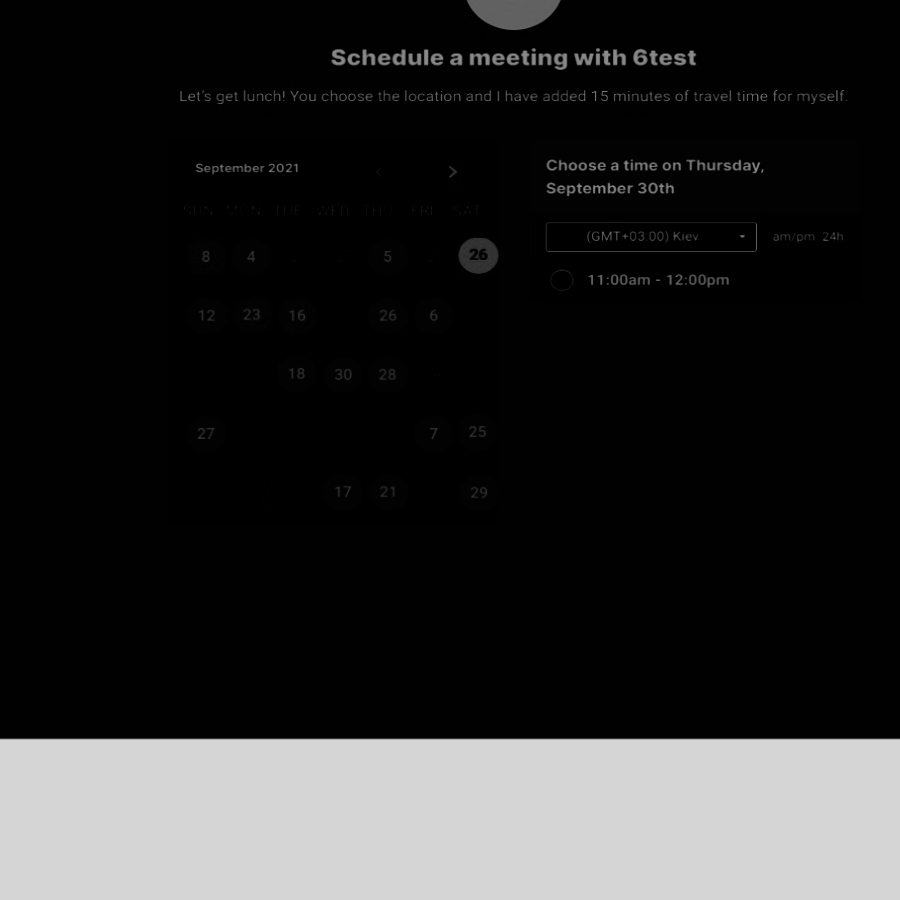 Schedule a meeting with 6test
Let's get lunch! You choose the location and I have added 15 minutes of travel time for myself.
September 2021
SUN MON TUE WED THU FRI SAT
8 4 5 26
12 23 16 26 6
18 30 28
27 7 25
17 21 29
Choose a time on Thursday,
September 30th
(GMT+03:00) Kiev
am/pm 24h
11:00am - 12:00pm